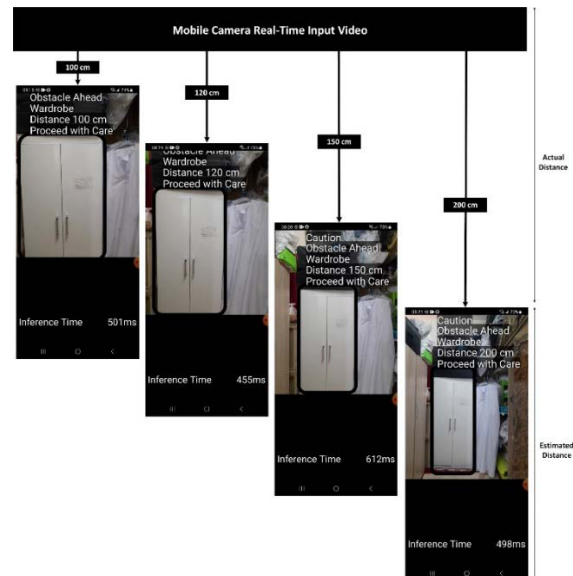 Mobile Camera Real-Time Input Video
100 cm
120 cm
150 cm
200 cm
Actual
Distance
Estimated
Distance
Obstacle Ahead
Wardrobe
Distance 100 cm
Proceed with Care
Inference Time 501ms
Obstacle Ahead
Wardrobe
Distance 120 cm
Proceed with Care
Inference Time 455ms
Caution
Obstacle Ahead
Wardrobe
Distance 150 cm
Proceed with Care
Inference Time 612ms
Caution
Obstacle Ahead
Wardrobe
Distance 200 cm
Proceed with Care
Inference Time 498ms